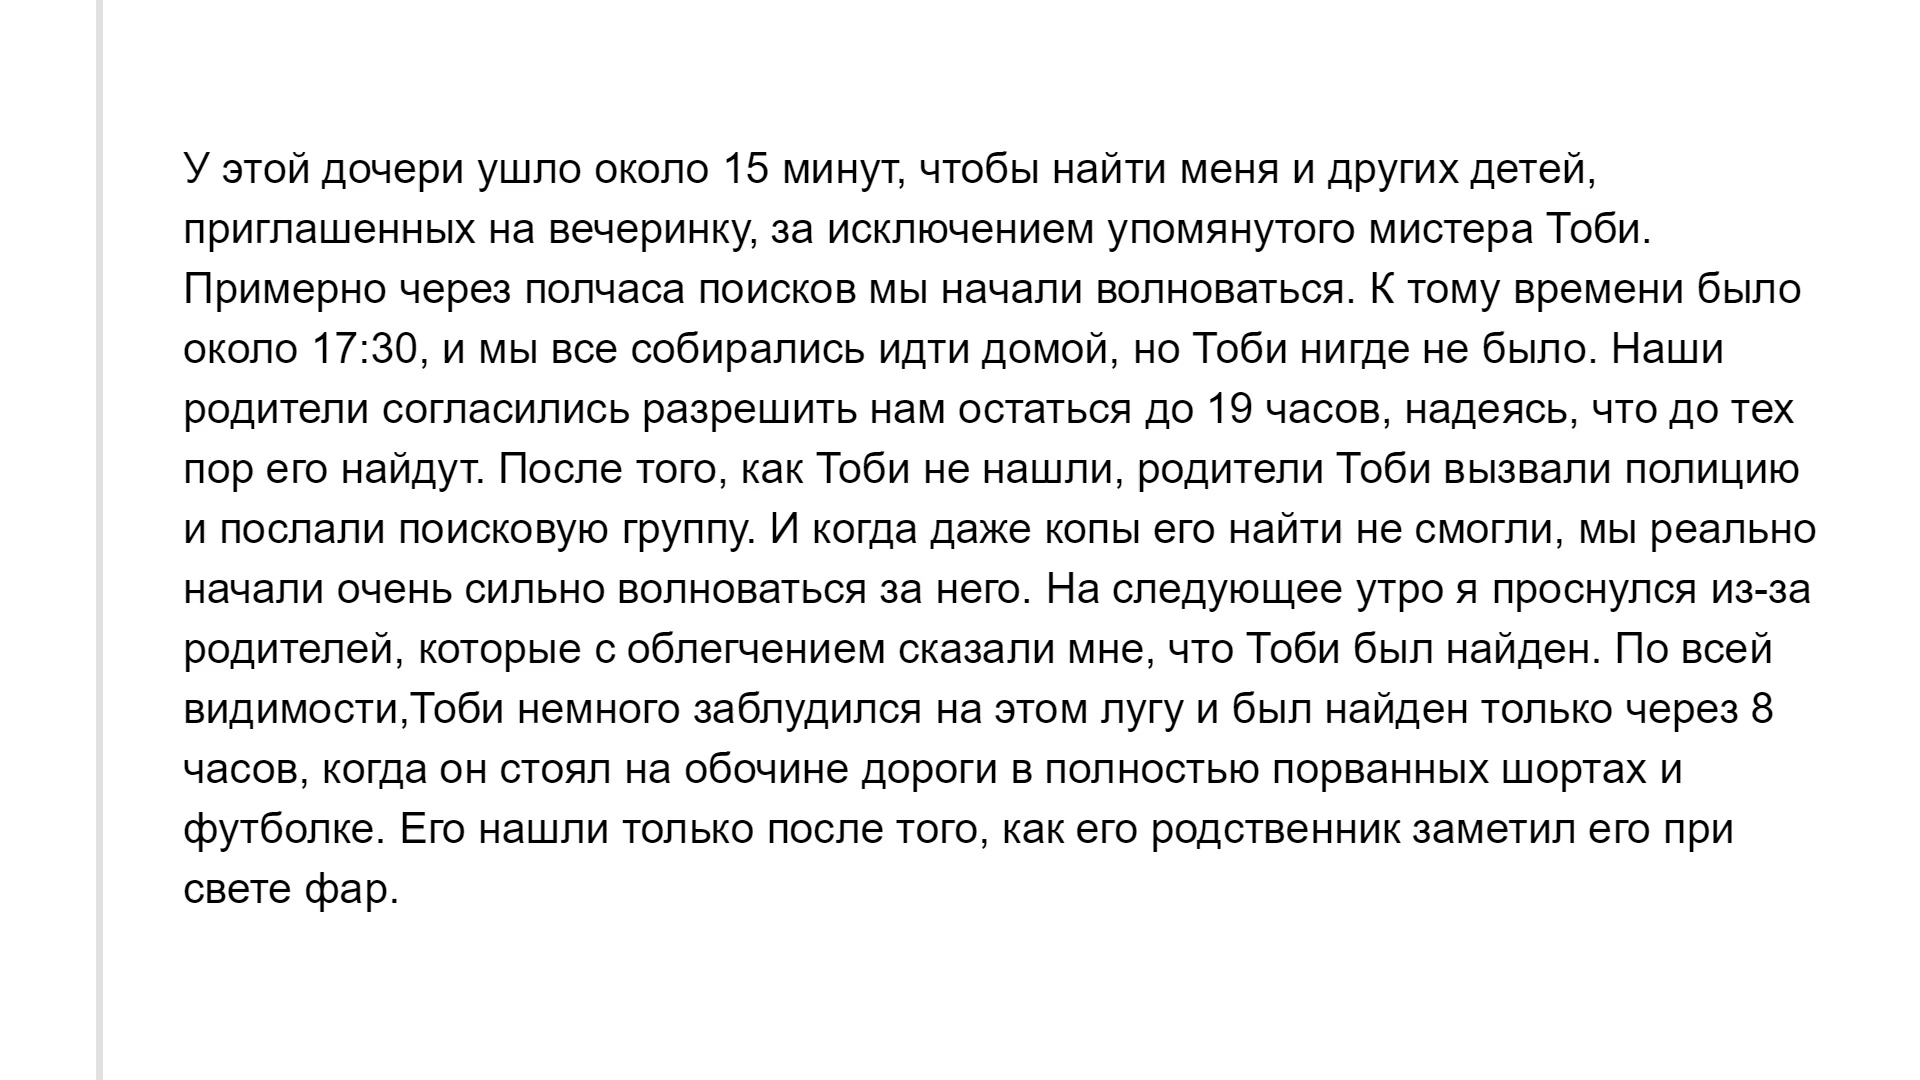 У этой дочери ушло около 15 минут, чтобы найти меня и других детей,
приглашенных на вечеринку, за исключением упомянутого мистера Тоби.
Примерно через полчаса поисков мы начали волноваться. К тому времени было
около 17:30, и мы все собирались идти домой, но Тоби нигде не было. Наши
родители согласились разрешить нам остаться до 19 часов, надеясь, что до тех
пор его найдут. После того, как Тоби не нашли, родители Тоби вызвали полицию
и послали поисковую группу. И когда даже копы его найти не смогли, мы реально
начали очень сильно волноваться за него. На следующее утро я проснулся из-за
родителей, которые с облегчением сказали мне, что Тоби был найден. По всей
видимости,Тоби немного заблудился на этом лугу и был найден только через 8
часов, когда он стоял на обочине дороги в полностью порванных шортах и
футболке. Его нашли только после того, как его родственник заметил его при
свете фар.